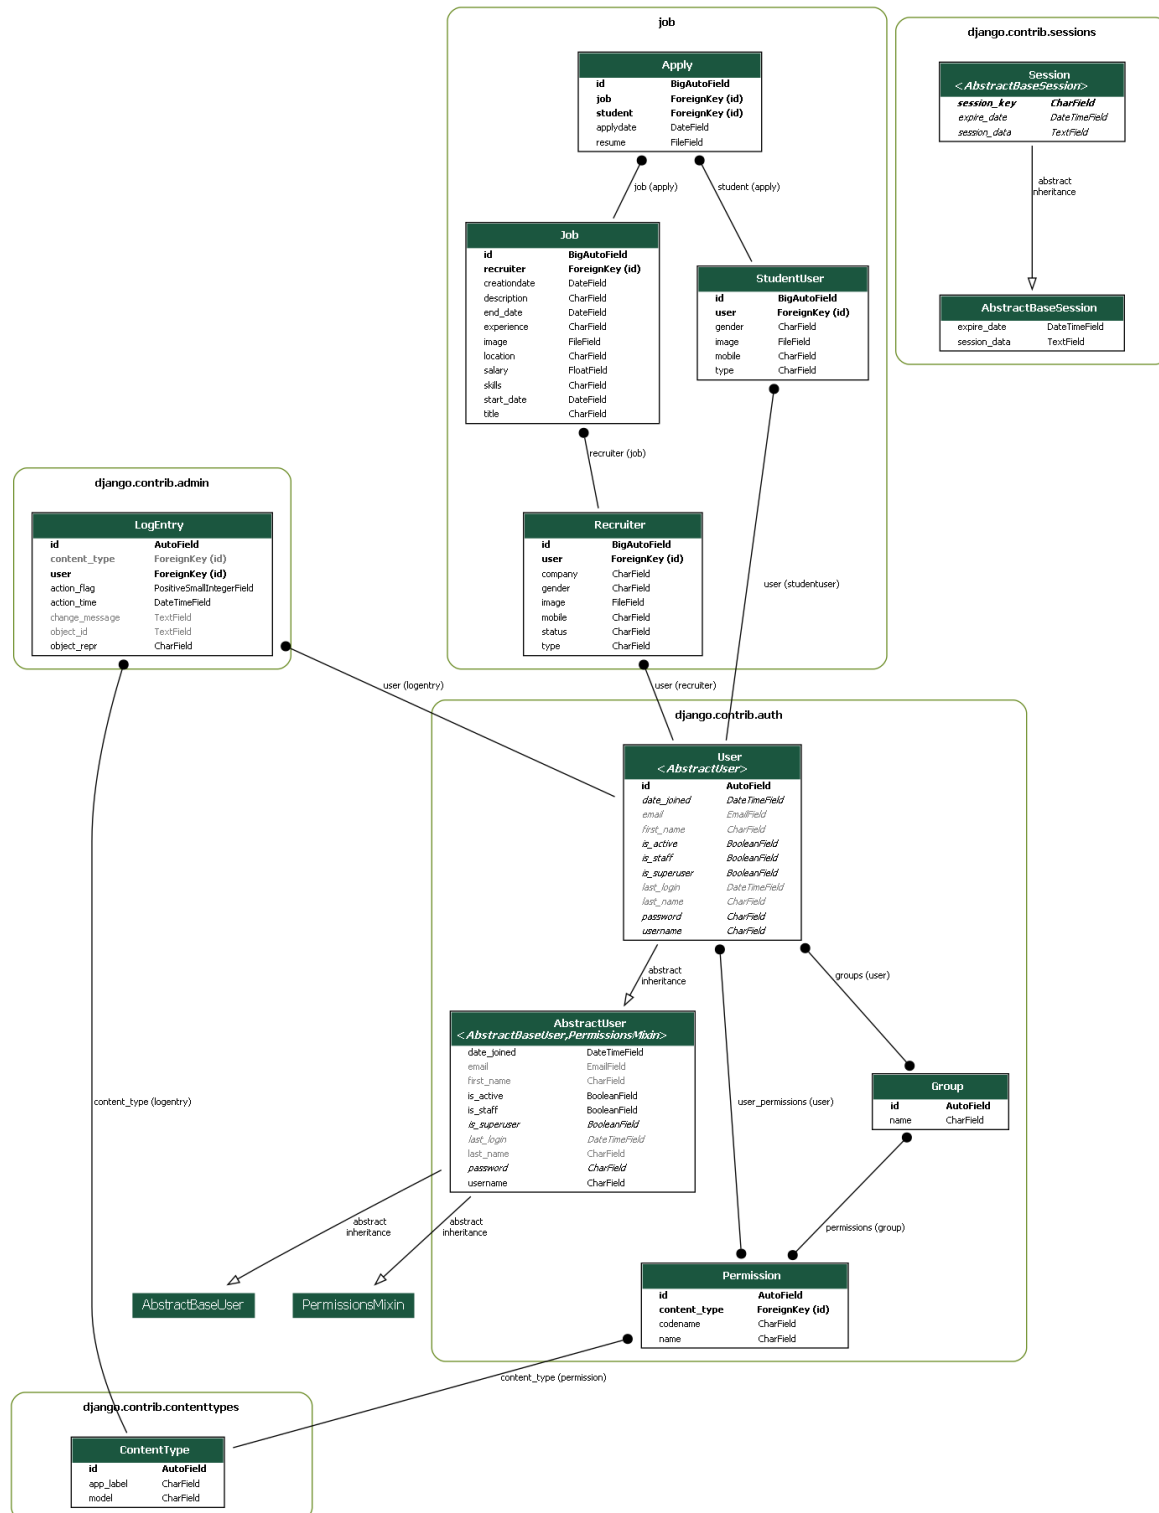 job
Apply
id BigAutoField
job ForeignKey (id)
student ForeignKey (id)
applydate DateField
resume FileField
job (apply)
student (apply)
Job
id BigAutoField
recruiter ForeignKey (id)
creationdate DateField
description CharField
end_date DateField
experience CharField
image FileField
location CharField
salary FloatField
skills CharField
start_date DateField
title CharField
StudentUser
id BigAutoField
user ForeignKey (id)
gender CharField
image FileField
mobile CharField
type CharField
recruiter (job)
Recruiter
id BigAutoField
user ForeignKey (id)
company CharField
gender CharField
image FileField
mobile CharField
status CharField
type CharField
user (studentuser)
user (recruiter)
django.contrib.sessions
Session
<AbstractBaseSession>
session_key CharField
expire_date DateTimeField
session_data TextField
abstract
inheritance
AbstractBaseSession
expire_date DateTimeField
session_data TextField
django.contrib.admin
LogEntry
id AutoField
content_type ForeignKey (id)
user ForeignKey (id)
action_flag PositiveSmallIntegerField
action_time DateTimeField
change_message TextField
object_id TextField
object_repr CharField
user (logentry)
content_type (logentry)
django.contrib.auth
User
<AbstractUser>
id AutoField
date_joined DateTimeField
email EmailField
first_name CharField
is_active BooleanField
is_staff BooleanField
is_superuser BooleanField
last_login DateTimeField
last_name CharField
password CharField
username CharField
abstract
inheritance
groups (user)
user_permissions (user)
AbstractUser
<AbstractBaseUser,PermissionsMixin>
date_joined DateTimeField
email EmailField
first_name CharField
is_active BooleanField
is_staff BooleanField
is_superuser BooleanField
last_login DateTimeField
last_name CharField
password CharField
username CharField
Group
id AutoField
name CharField
permissions (group)
abstract
inheritance
abstract
inheritance
AbstractBaseUser
PermissionsMixin
Permission
id AutoField
content_type ForeignKey (id)
codename CharField
name CharField
content_type (permission)
django.contrib.contenttypes
ContentType
id AutoField
app_label CharField
model CharField